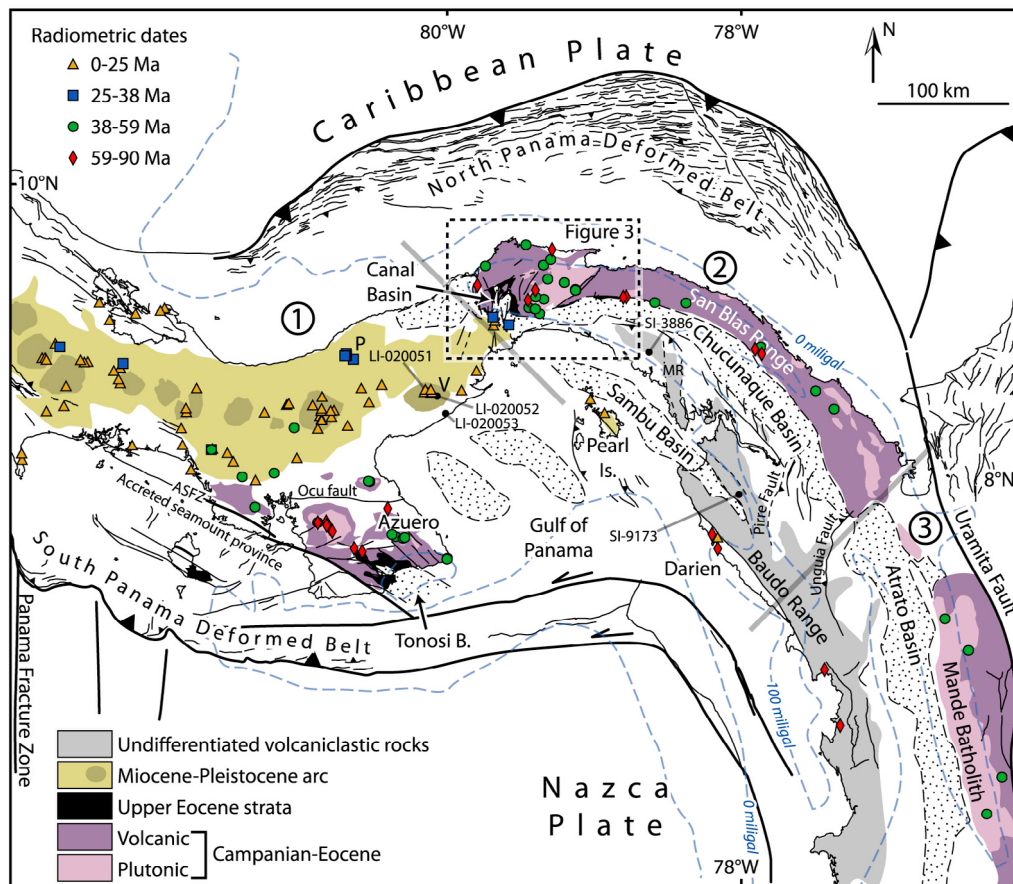 Radiometric dates
0-25 Ma
25-38 Ma
38-59 Ma
59-90 Ma
80°W
78°W
N
100 km
Caribbean Plate
North Panama Deformed Belt
10°N
Figure 3
Canal
Basin
1
2
San Blas Range
0 miligal
SI-3886
P
LI-020051
MR
Chucunaque Basin
V
LI-020052
LI-020053
Sambu Basin
Pearl
Is.
8°N
ASFZ
Ocu fault
Accreted seamount province
Azuero
Gulf of
Panama
SI-9173
Pirre Fault
Unguia Fault
3
Uramita Fault
Darien
Baudo Range
Atrato Basin
South Panama Deformed Belt
Tonosi B.
Panama Fracture Zone
100 miligal
Mande Batholith
0 miligal
Undifferentiated volcaniclastic rocks
Miocene-Pleistocene arc
Upper Eocene strata
Volcanic
Plutonic
Campanian-Eocene
Nazca
Plate
78°W